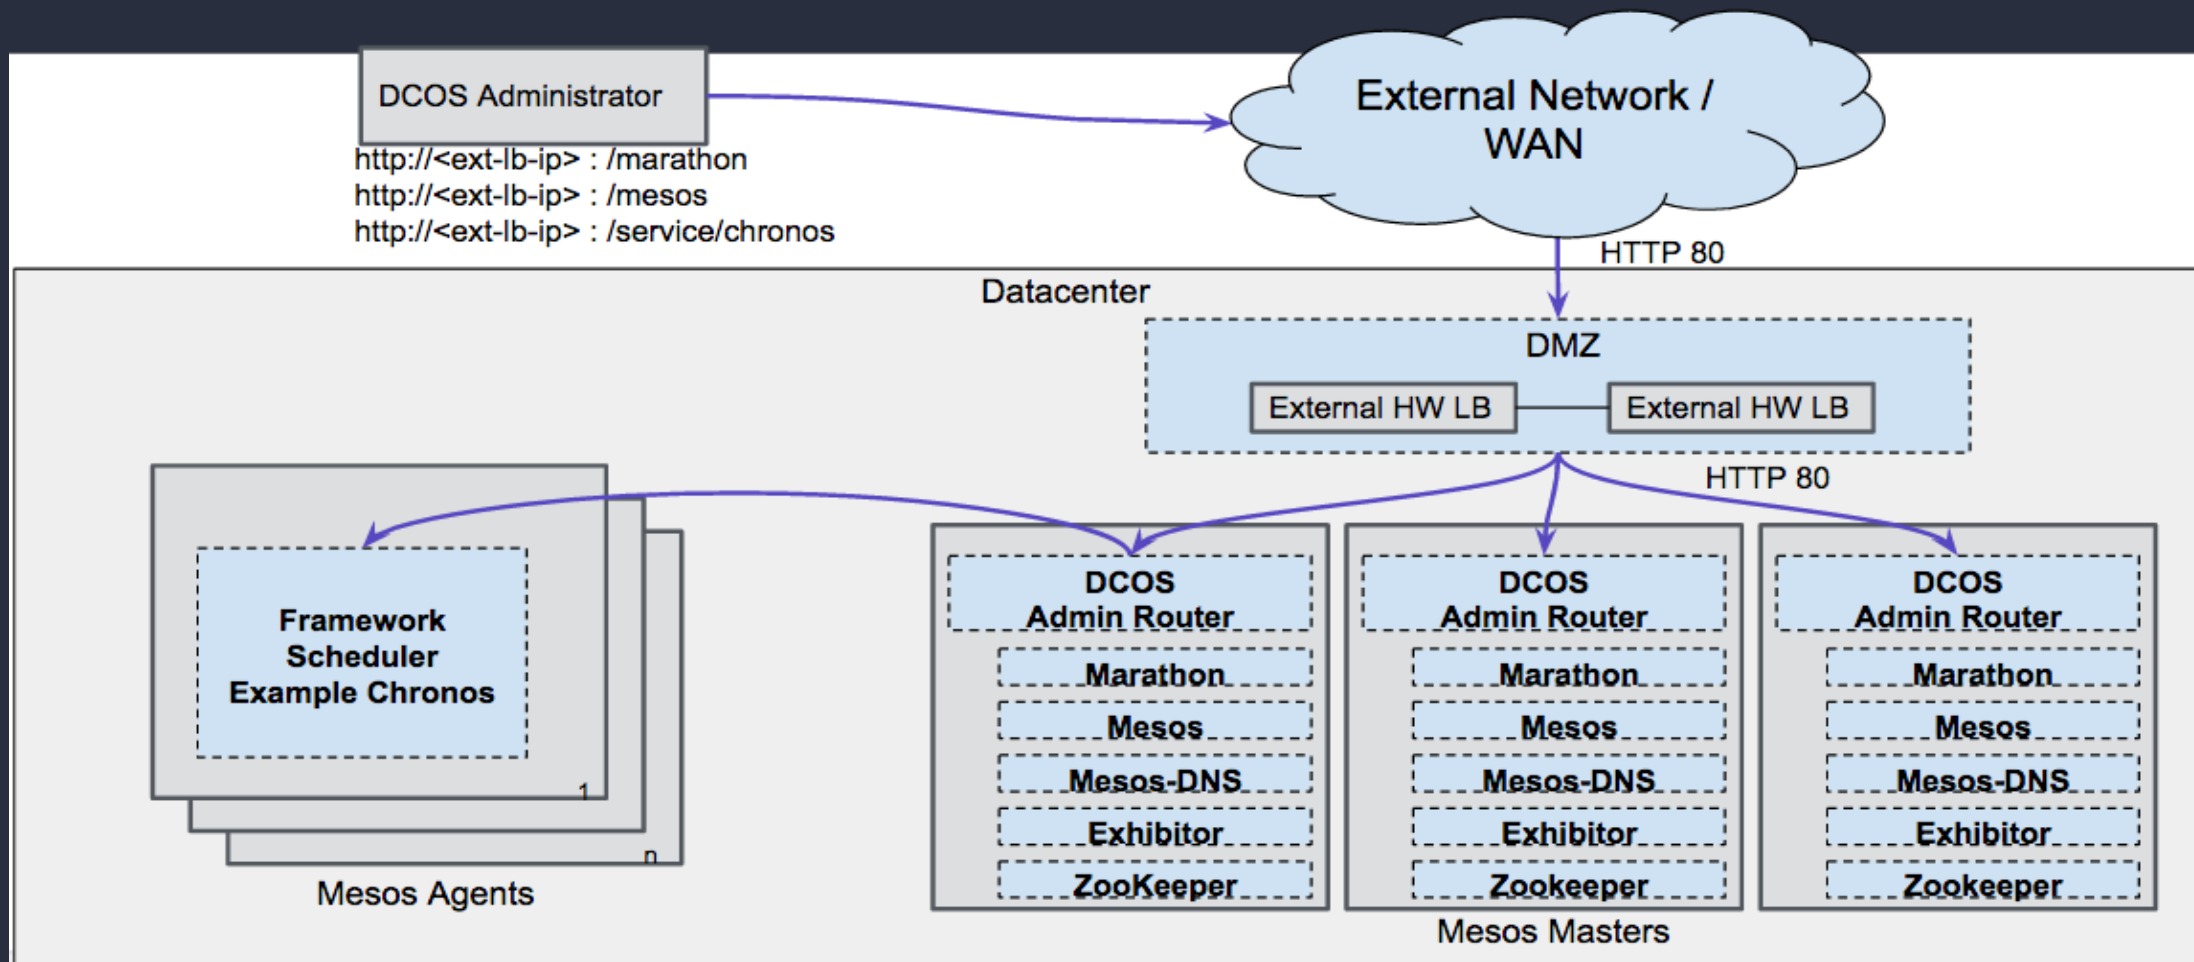 DCOS Administrator
http://<ext-lb-ip> : /marathon
http://<ext-lb-ip> : /mesos
http://<ext-lb-ip> : /service/chronos
External Network /
WAN
HTTP 80
Datacenter
DMZ
External HW LB
External HW LB
HTTP 80
Framework
Scheduler
Example Chronos
1
n
Mesos Agents
DCOS
Admin Router
Marathon
Mesos
Mesos-DNS
Exhibitor
ZooKeeper
DCOS
Admin Router
Marathon
Mesos
Mesos-DNS
Exhibitor
Zookeeper
DCOS
Admin Router
Marathon
Mesos
Mesos-DNS
Exhibitor
Zookeeper
Mesos Masters